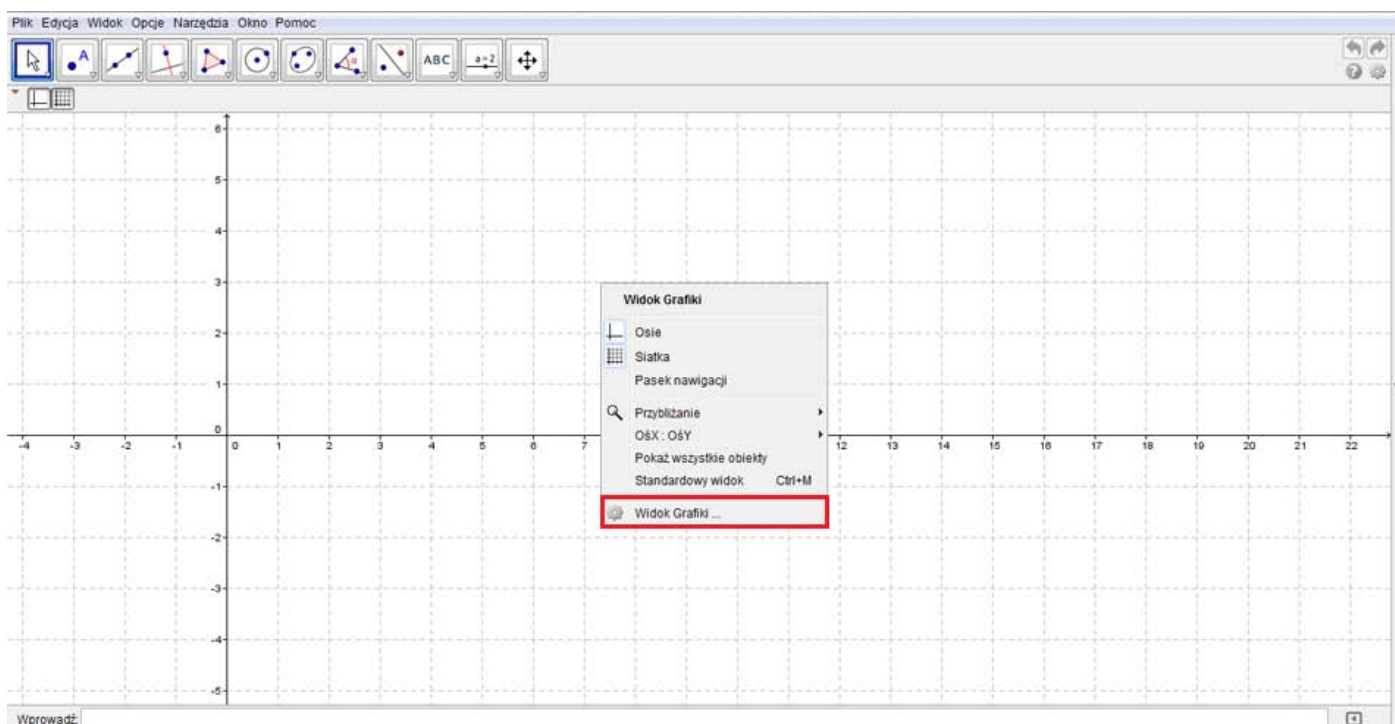 Plik Edycja Widok Opcje Narzędzia Okno Pomoc
A α ABC a=2
6
5
4
3
2
1
0
-4 -3 -2 -1 0 1 2 3 4 5 6 7 12 13 14 15 16 17 18 19 20 21 22
-1
-2
-3
-4
-5
Widok Grafiki
Osie
Siatka
Pasek nawigacji
Przybliżanie
OśX : OśY
Pokaż wszystkie obiekty
Standardowy widok Ctrl+M
Widok Grafiki ...
Wprowadź: